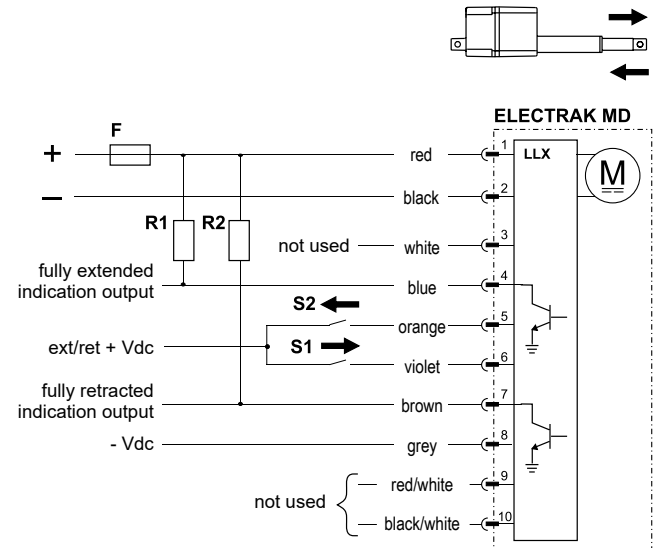 ELECTRAK MD
F
+
red
1
LLX
M
−
black
2
R1
R2
not used
white
3
fully extended
indication output
blue
4
S2
orange
5
ext/ret + Vdc
S1
violet
6
fully retracted
indication output
brown
7
- Vdc
grey
8
not used
red/white
9
black/white
10